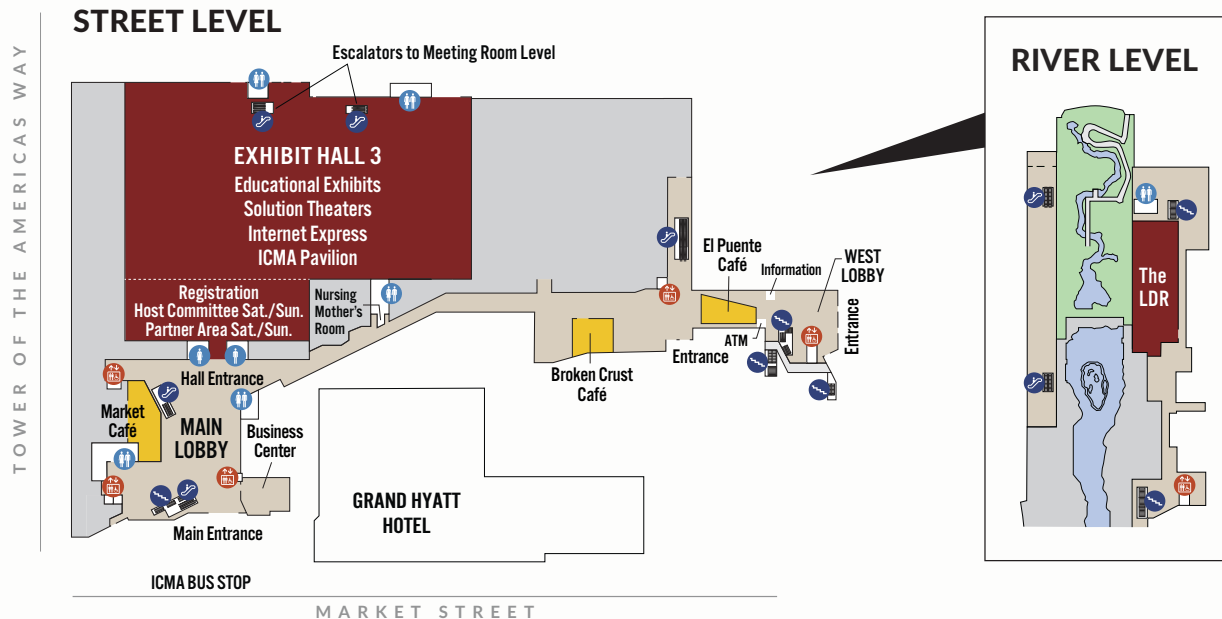 STREET LEVEL
Escalators to Meeting Room Level
TOWER OF THE AMERICAS WAY
EXHIBIT HALL 3
Educational Exhibits
Solution Theaters
Internet Express
ICMA Pavilion
Registration
Host Committee Sat./Sun.
Partner Area Sat./Sun.
Nursing
Mother's
Room
Hall Entrance
Market
Café
MAIN
LOBBY
Business
Center
Main Entrance
GRAND HYATT
HOTEL
Broken Crust
Café
El Puente
Café
Information
WEST
LOBBY
ATM
Entrance
Entrance
ICMA BUS STOP
MARKET STREET
RIVER LEVEL
The
LDR